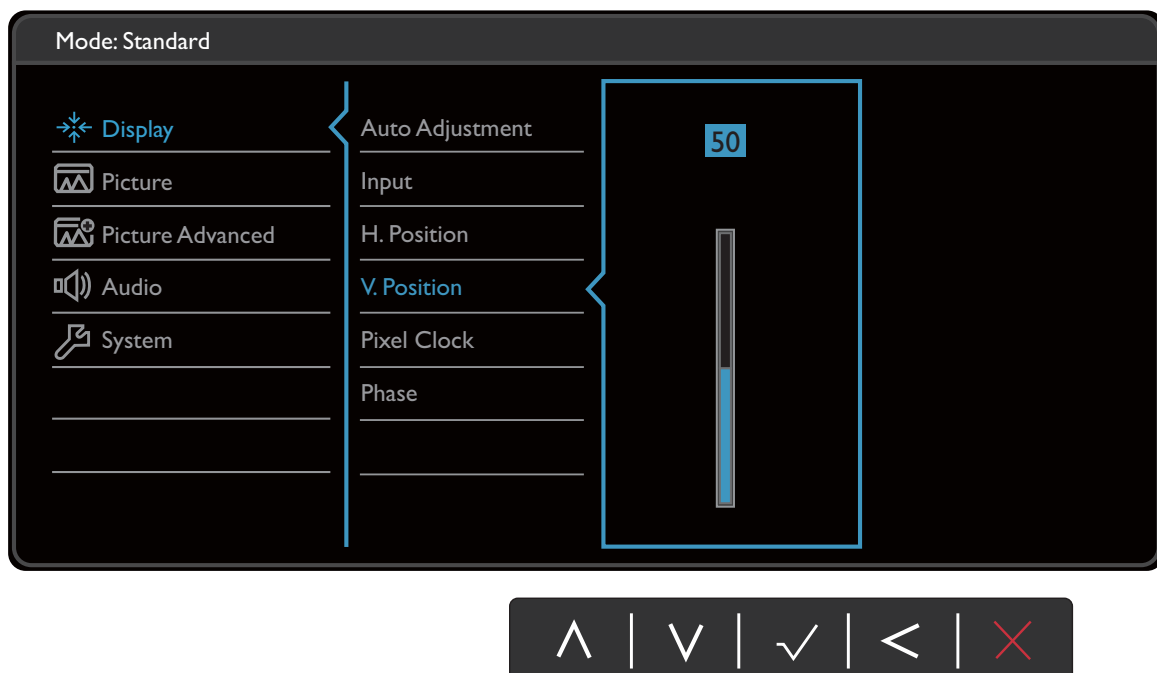 Mode: Standard
Display
Picture
Picture Advanced
Audio
System
Auto Adjustment
Input
H. Position
V. Position
Pixel Clock
Phase
50